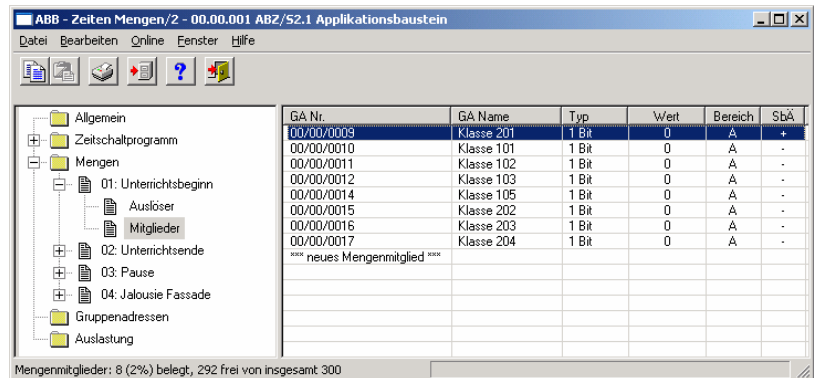 ABB - Zeiten Mengen/2 - 00.00.001 ABZ/S2.1 Applikationsbaustein
Datei Bearbeiten Online Fenster Hilfe
Allgemein
Zeitschaltprogramm
Mengen
01: Unterrichtsbeginn
Auslöser
Mitglieder
02: Unterrichtsende
03: Pause
04: Jalousie Fassade
Gruppenadressen
Auslastung
GA Nr. GA Name Typ Wert Bereich SbÄ
00/00/0009 Klasse 201 1 Bit 0 A +
00/00/0010 Klasse 101 1 Bit 0 A -
00/00/0011 Klasse 102 1 Bit 0 A -
00/00/0012 Klasse 103 1 Bit 0 A -
00/00/0014 Klasse 105 1 Bit 0 A -
00/00/0015 Klasse 202 1 Bit 0 A -
00/00/0016 Klasse 203 1 Bit 0 A -
00/00/0017 Klasse 204 1 Bit 0 A -
*** neues Mengenmitglied ***
Mengenmitglieder: 8 (2%) belegt, 292 frei von insgesamt 300